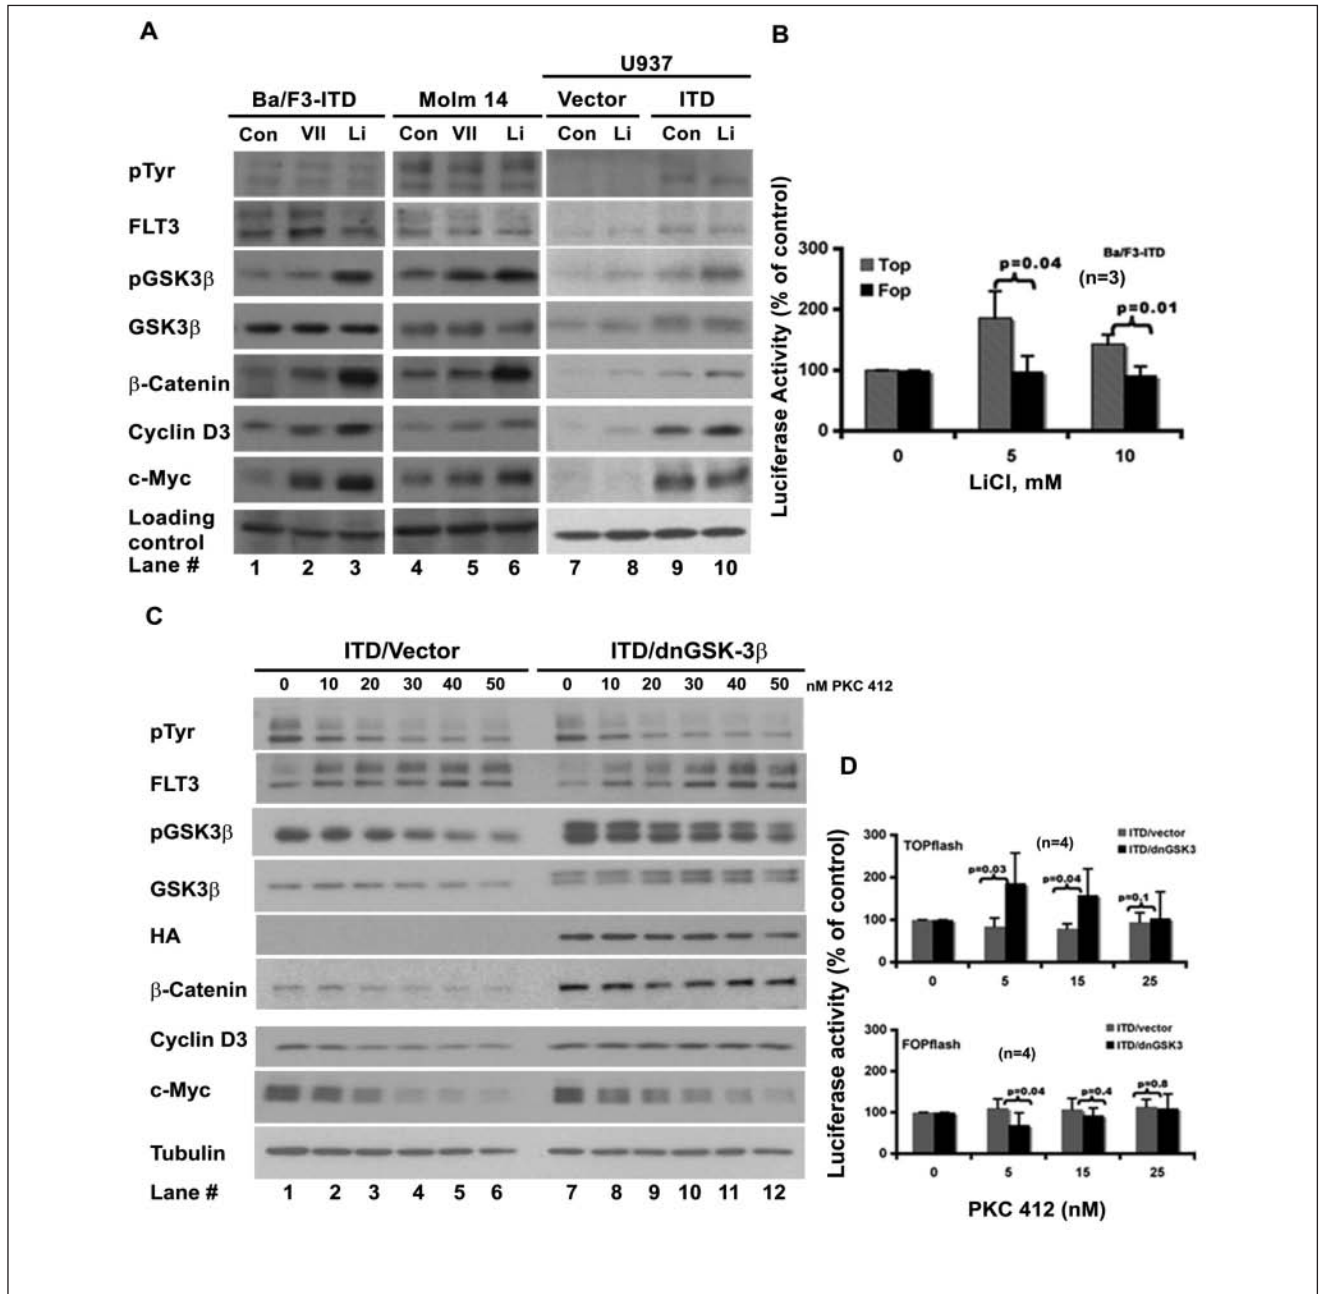 A
U937
Ba/F3-ITD Molm 14 Vector ITD
Con VII Li Con VII Li Con Li Con Li
pTyr
FLT3
pGSK3β
GSK3β
β-Catenin
Cyclin D3
c-Myc
Loading
control
Lane # 1 2 3 4 5 6 7 8 9 10
B
Luciferase Activity (% of control)
300
200
100
0
Top
Fop
Ba/F3-ITD
(n=3)
p=0.04
p=0.01
0 5 10
LiCl, mM
C
ITD/Vector ITD/dnGSK-3β
0 10 20 30 40 50 0 10 20 30 40 50 nM PKC 412
pTyr
FLT3
pGSK3β
GSK3β
HA
β-Catenin
Cyclin D3
c-Myc
Tubulin
Lane # 1 2 3 4 5 6 7 8 9 10 11 12
D
Luciferase activity (% of control)
300
200
100
0
TOPflash
(n=4)
ITD/vector
ITD/dnGSK3
p=0.03
p=0.04
p=0.1
0 5 15 25
300
200
100
0
FOPflash
(n=4)
ITD/vector
ITD/dnGSK3
p=0.04
p=0.4
p=0.8
0 5 15 25
PKC 412 (nM)